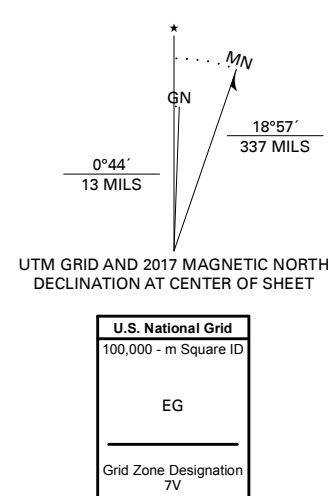 ★
MN
GN
18°57´
337 MILS
0°44´
13 MILS
UTM GRID AND 2017 MAGNETIC NORTH
DECLINATION AT CENTER OF SHEET
U.S. National Grid
100,000 - m Square ID
EG
Grid Zone Designation
7V